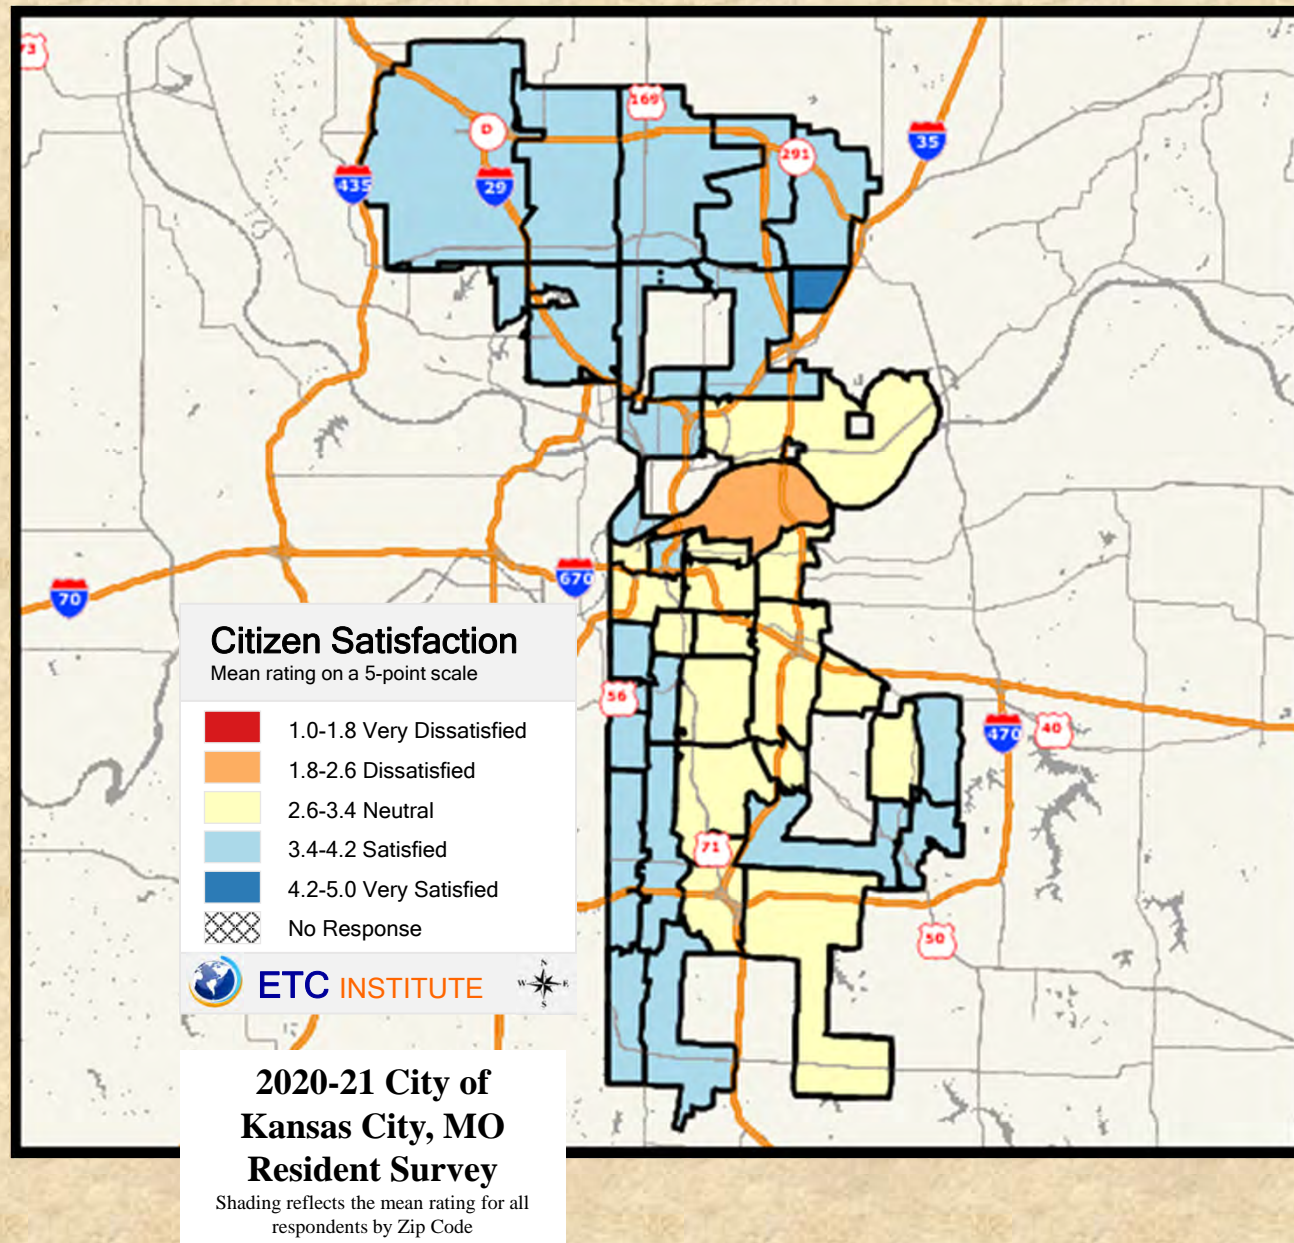 73
169
D
291
35
435
29
70
670
Citizen Satisfaction
Mean rating on a 5-point scale
56
1.0-1.8 Very Dissatisfied
1.8-2.6 Dissatisfied
2.6-3.4 Neutral
3.4-4.2 Satisfied
4.2-5.0 Very Satisfied
No Response
470
40
71
50
ETC INSTITUTE
N
W E
S
2020-21 City of
Kansas City, MO
Resident Survey
Shading reflects the mean rating for all
respondents by Zip Code